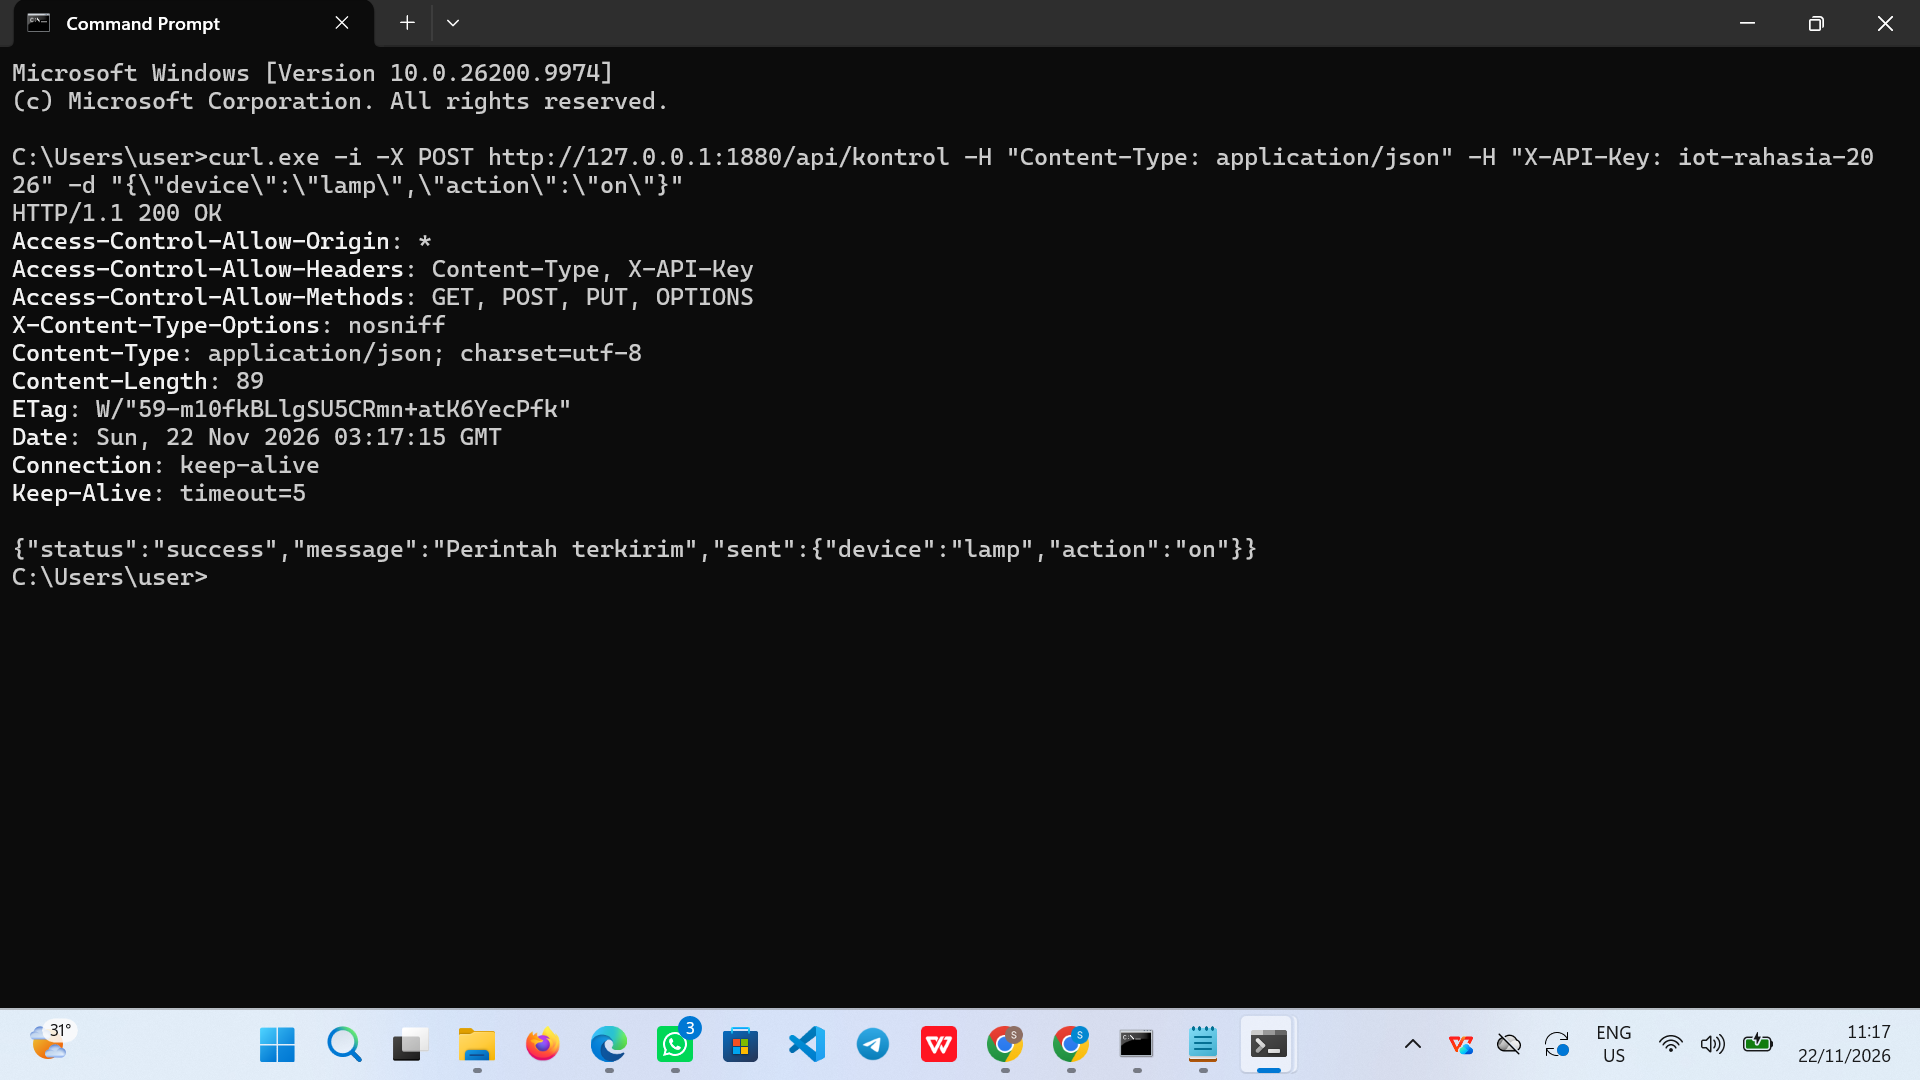 Command Prompt
Microsoft Windows [Version 10.0.26200.9974]
(c) Microsoft Corporation. All rights reserved.
C:\Users\user>curl.exe -i -X POST http://127.0.0.1:1880/api/kontrol -H "Content-Type: application/json" -H "X-API-Key: iot-rahasia-20
26" -d "{\"device\":\"lamp\",\"action\":\"on\"}"
HTTP/1.1 200 OK
Access-Control-Allow-Origin: *
Access-Control-Allow-Headers: Content-Type, X-API-Key
Access-Control-Allow-Methods: GET, POST, PUT, OPTIONS
X-Content-Type-Options: nosniff
Content-Type: application/json; charset=utf-8
Content-Length: 89
ETag: W/"59-m10fkBLlgSU5CRmn+atK6YecPfk"
Date: Sun, 22 Nov 2026 03:17:15 GMT
Connection: keep-alive
Keep-Alive: timeout=5
{"status":"success","message":"Perintah terkirim","sent":{"device":"lamp","action":"on"}}
C:\Users\user>
31°
3
S
S
ENG
US
11:17
22/11/2026